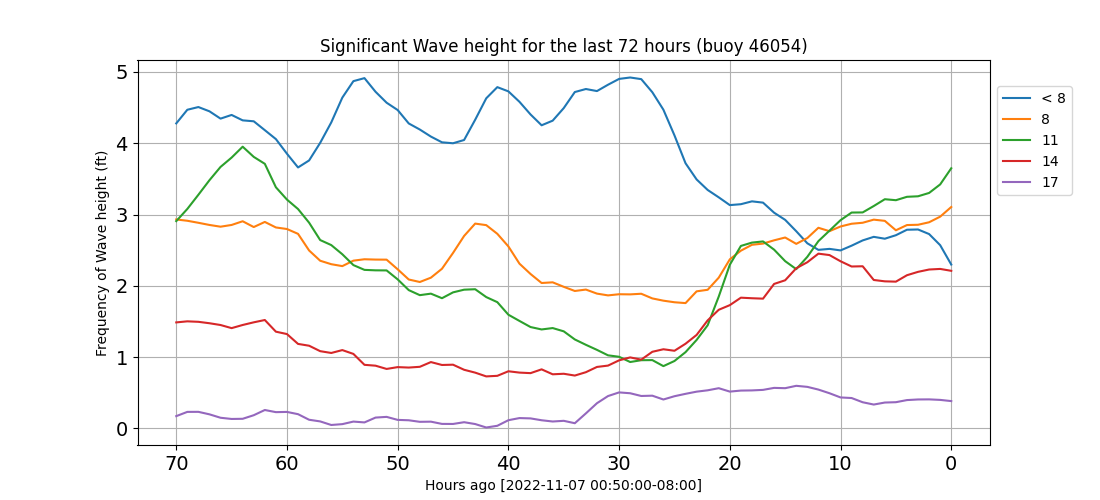 Significant Wave height for the last 72 hours (buoy 46054)
Frequency of Wave height (ft)
5
4
3
2
1
0
70 60 50 40 30 20 10 0
Hours ago [2022-11-07 00:50:00-08:00]
< 8
8
11
14
17